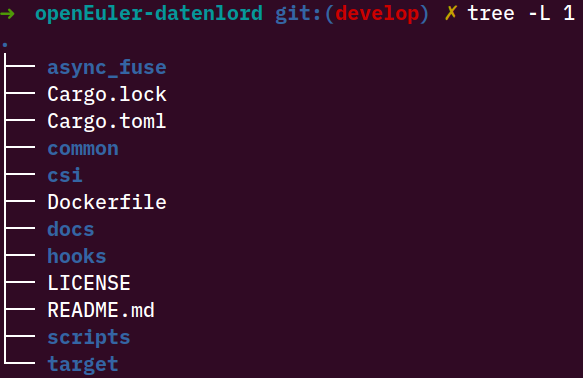 → openEuler-datenlord git:(develop) ✗ tree -L 1
.
├── async_fuse
├── Cargo.lock
├── Cargo.toml
├── common
├── csi
├── Dockerfile
├── docs
├── hooks
├── LICENSE
├── README.md
├── scripts
└── target